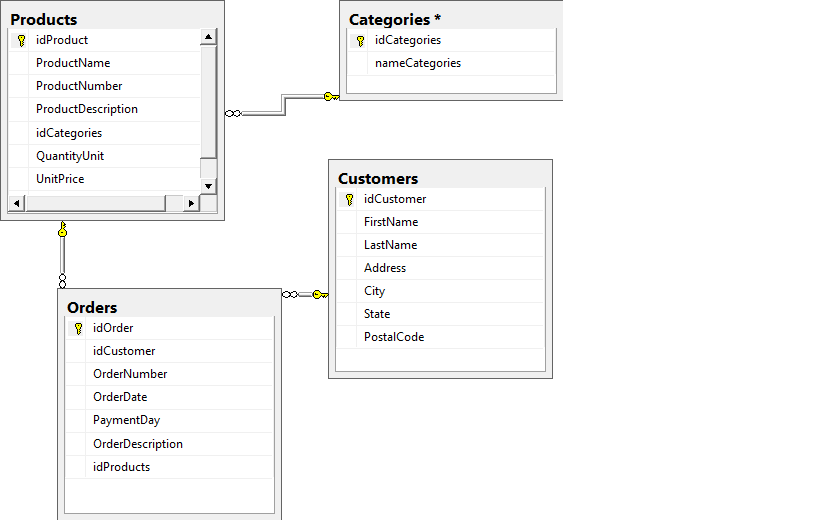 Products
idProduct
ProductName
ProductNumber
ProductDescription
idCategories
QuantityUnit
UnitPrice
Categories *
idCategories
nameCategories
Customers
idCustomer
FirstName
LastName
Address
City
State
PostalCode
Orders
idOrder
idCustomer
OrderNumber
OrderDate
PaymentDay
OrderDescription
idProducts